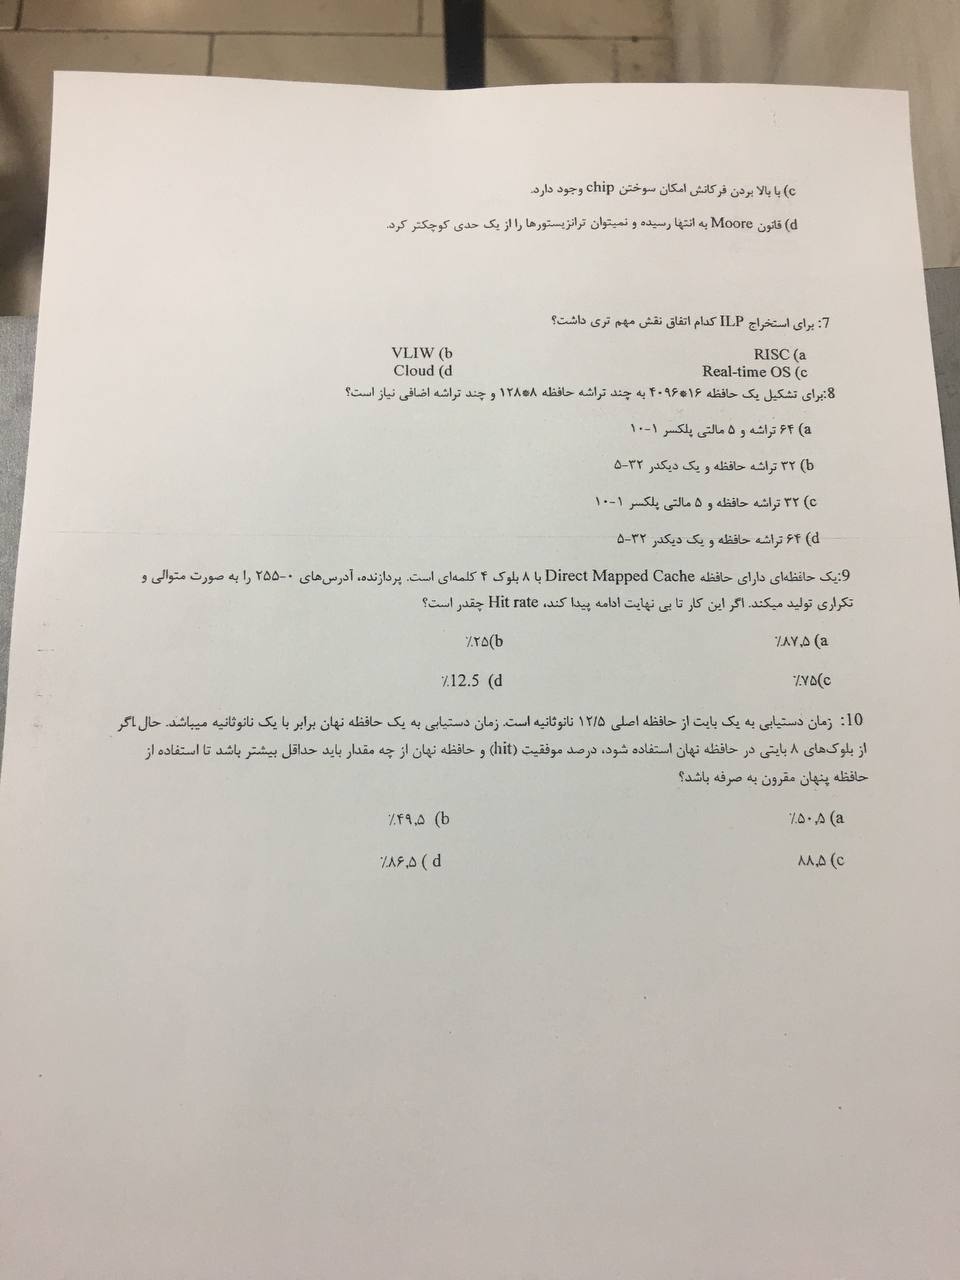 c) با بالا بردن فرکانش امکان سوختن chip وجود دارد.
d) قانون Moore به انتها رسیده و نمیتوان ترانزیستورها را از یک حدی کوچکتر کرد.
7: برای استخراج ILP کدام اتفاق نقش مهم تری داشت؟
RISC (a VLIW (b
Real-time OS (c Cloud (d
8:برای تشکیل یک حافظه ۱۶*۴۰۹۶ به چند تراشه حافظه ۸*۱۲۸ و چند تراشه اضافی نیاز است؟
a) ۶۴ تراشه و ۵ مالتی پلکسر ۱-۱۰
b) ۳۲ تراشه حافظه و یک دیکدر ۳۲-۵
c) ۳۲ تراشه حافظه و ۵ مالتی پلکسر ۱-۱۰
d) ۶۴ تراشه حافظه و یک دیکدر ۳۲-۵
9:یک حافظه‌ای دارای حافظه Direct Mapped Cache با ۸ بلوک ۴ کلمه‌ای است. پردازنده، آدرس‌های ۰-۲۵۵ را به صورت متوالی و
تکراری تولید میکند. اگر این کار تا بی نهایت ادامه پیدا کند، Hit rate چقدر است؟
a) ۸۷,۵٪ b)۲۵٪
c)۷۵٪ d) 12.5٪
10: زمان دستیابی به یک بایت از حافظه اصلی ۱۲/۵ نانوثانیه است. زمان دستیابی به یک حافظه نهان برابر با یک نانوثانیه میباشد. حال اگر
از بلوک‌های ۸ بایتی در حافظه نهان استفاده شود، درصد موفقیت (hit) و حافظه نهان از چه مقدار باید حداقل بیشتر باشد تا استفاده از
حافظه پنهان مقرون به صرفه باشد؟
a) ۵۰,۵٪ b) ۴۹,۵٪
c) ۸۸,۵ d ) ۸۶,۵٪